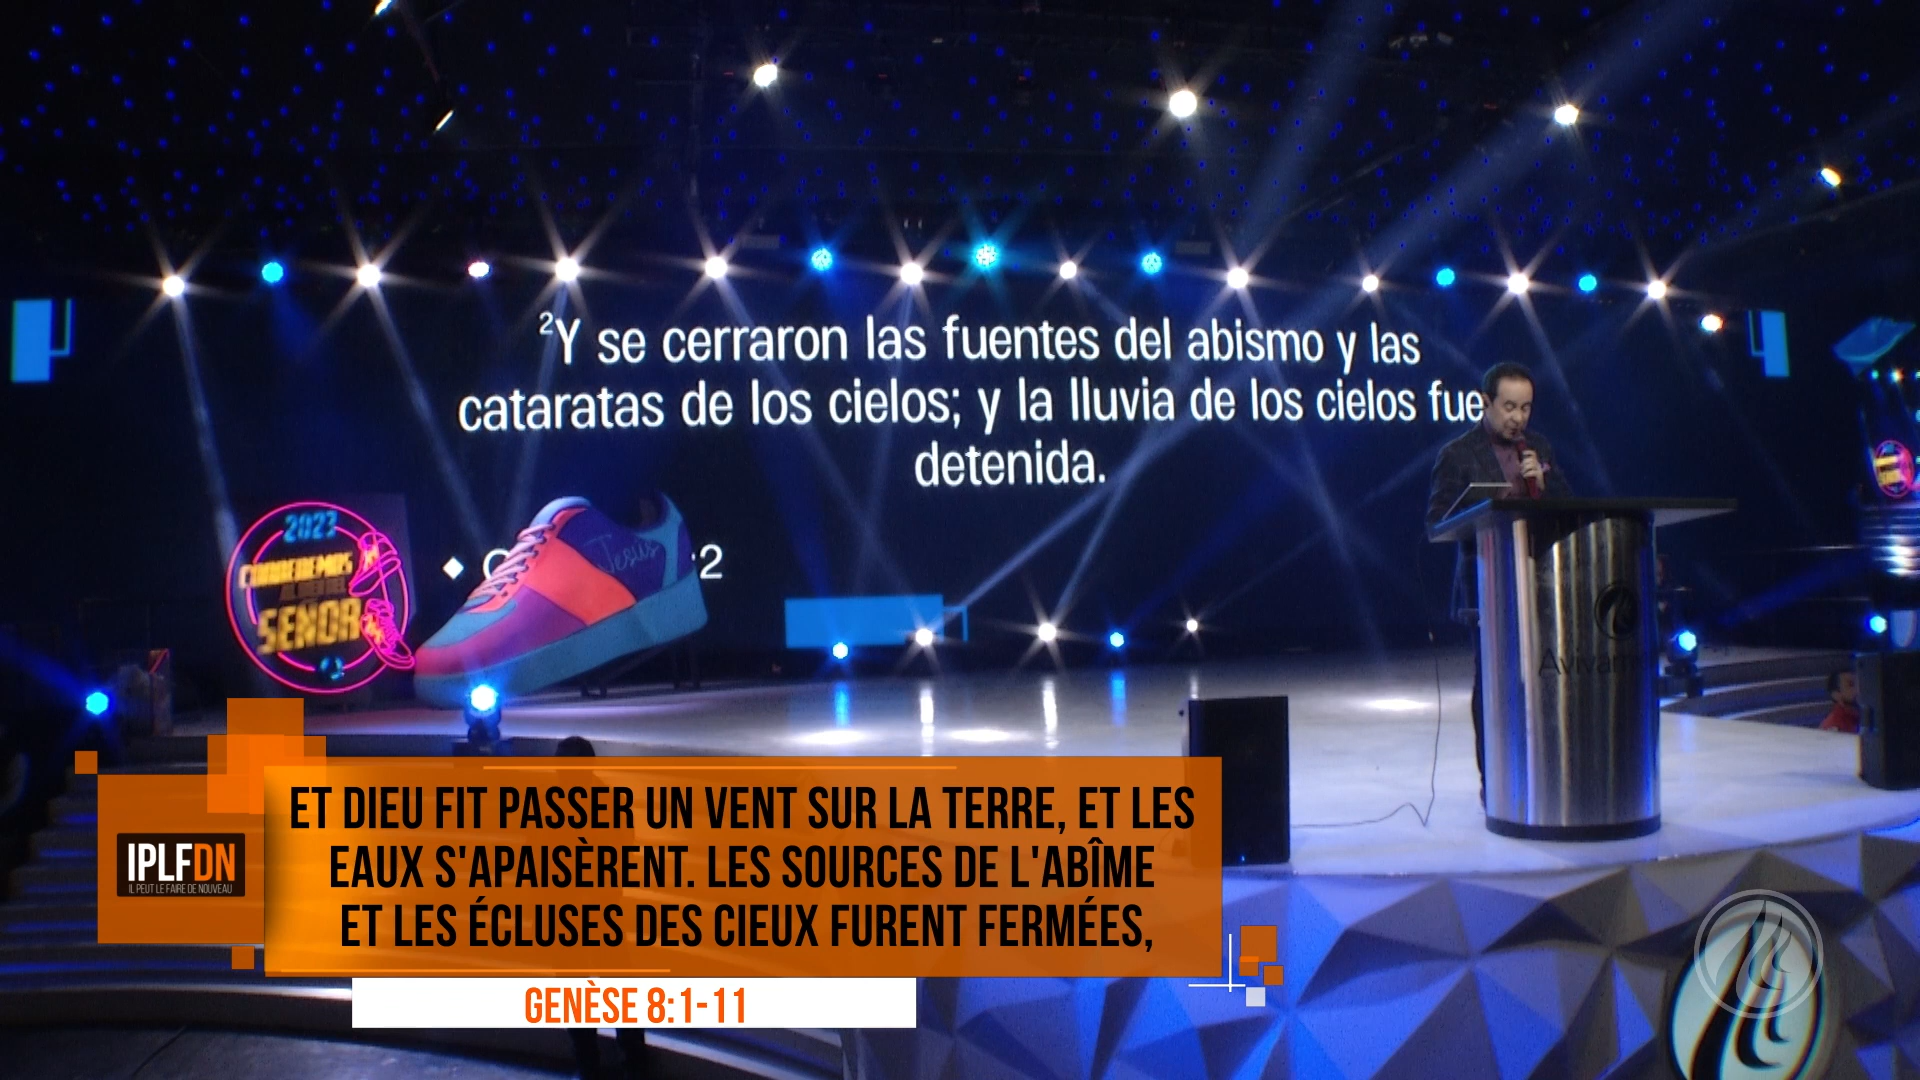 ²Y se cerraron las fuentes del abismo y las
cataratas de los cielos; y la lluvia de los cielos fue
detenida.
:2
2023
CORREREMOS
SEÑOR
Jesús
ET DIEU FIT PASSER UN VENT SUR LA TERRE, ET LES
EAUX S'APAISÈRENT. LES SOURCES DE L'ABÎME
ET LES ÉCLUSES DES CIEUX FURENT FERMÉES,
IPLFDN
IL PEUT LE FAIRE DE NOUVEAU
GENÈSE 8:1-11